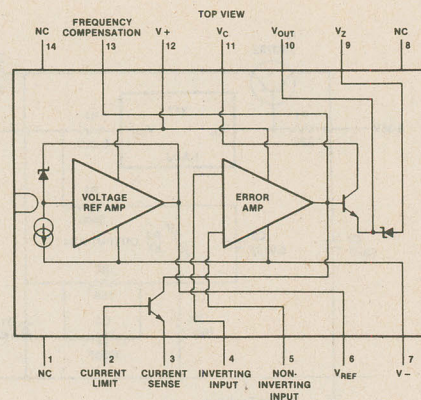 TOP VIEW
FREQUENCY
COMPENSATION
NC
V+
VC
VOUT
VZ
NC
14
13
12
11
10
9
8
VOLTAGE
REF AMP
ERROR
AMP
1
2
3
4
5
6
7
NC
CURRENT
LIMIT
CURRENT
SENSE
INVERTING
INPUT
NON-
INVERTING
INPUT
VREF
V−